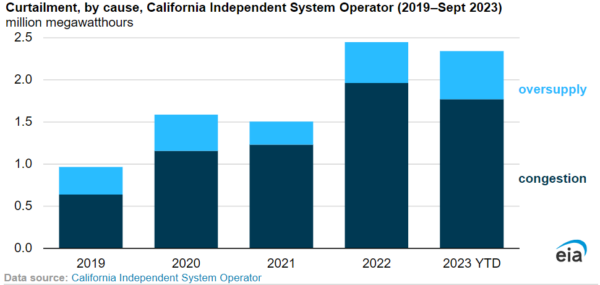 Curtailment, by cause, California Independent System Operator (2019–Sept 2023)
million megawatthours
2.5
2.0
1.5
1.0
0.5
0.0
oversupply
congestion
2019 2020 2021 2022 2023 YTD
eia
Data source: California Independent System Operator